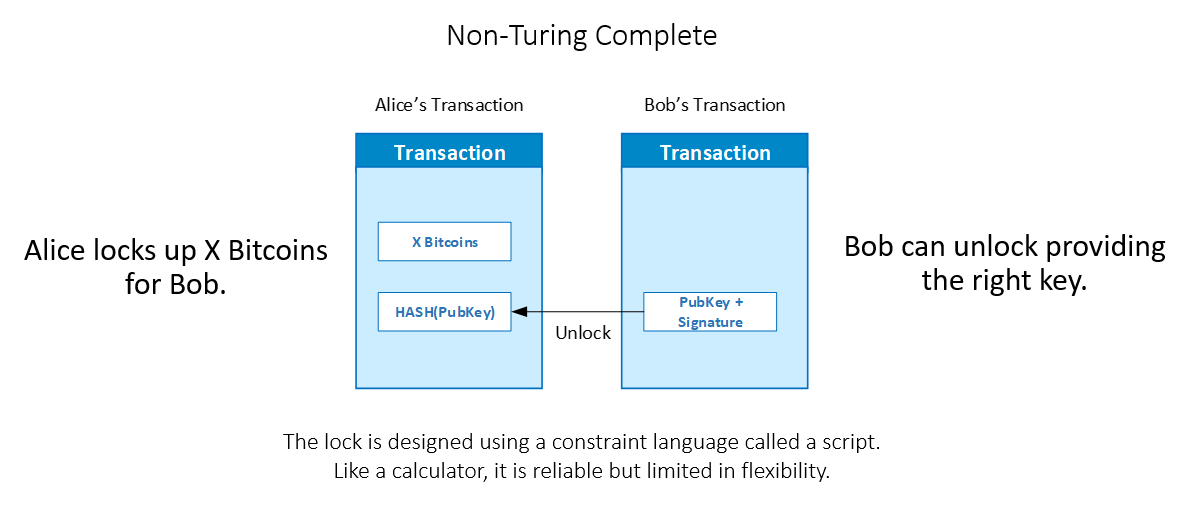 Non-Turing Complete
Alice's Transaction
Bob's Transaction
Transaction
Transaction
Alice locks up X Bitcoins
for Bob.
X Bitcoins
HASH(PubKey)
Unlock
PubKey +
Signature
Bob can unlock providing
the right key.
The lock is designed using a constraint language called a script.
Like a calculator, it is reliable but limited in flexibility.